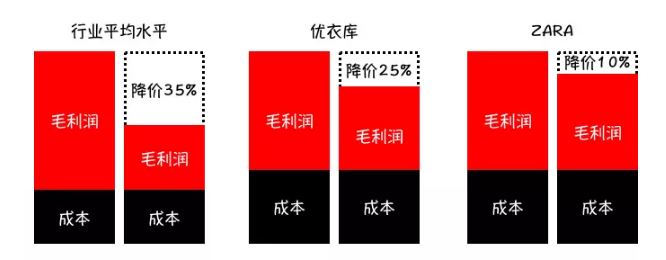 行业平均水平
优衣库
ZARA
降价35%
降价25%
降价10%
毛利润
毛利润
毛利润
毛利润
毛利润
毛利润
成本
成本
成本
成本
成本
成本